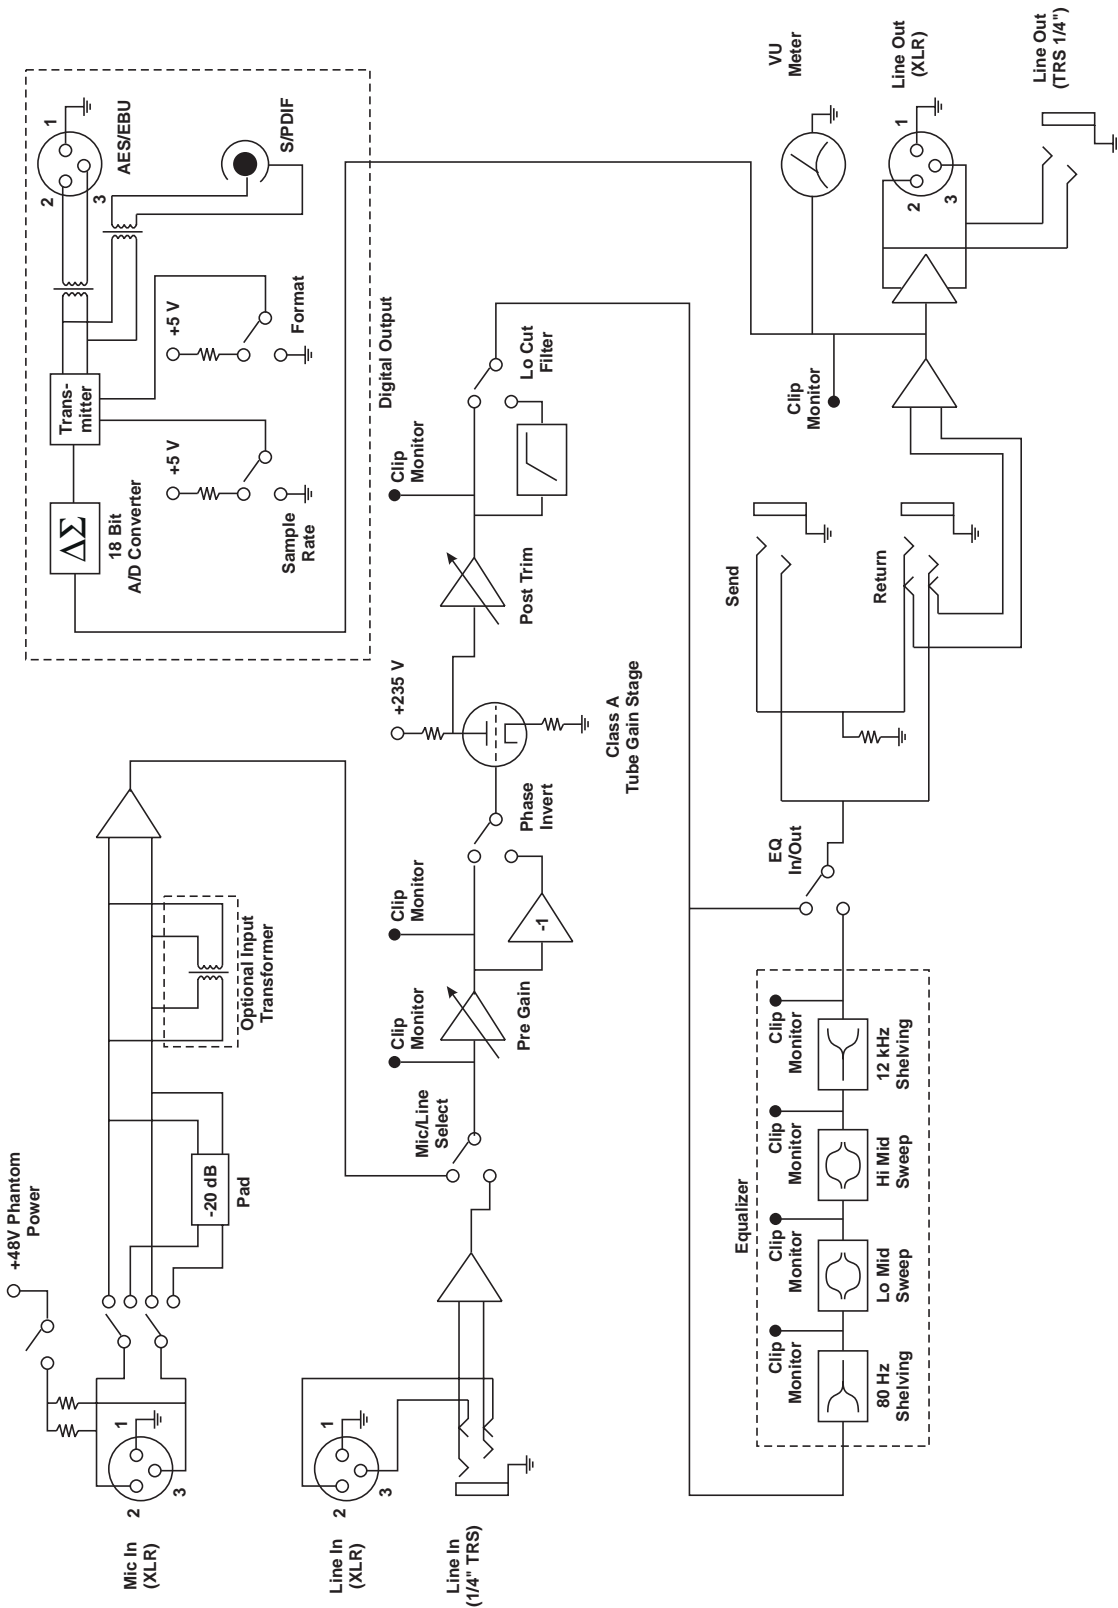 Mic In
(XLR)
2
1
3
+48V Phantom
Power
-20 dB
Pad
Optional Input
Transformer
Line In
(XLR)
2
1
3
Line In
(1/4" TRS)
Mic/Line
Select
Clip
Monitor
Pre Gain
Clip
Monitor
-1
Phase
Invert
+235 V
Class A
Tube Gain Stage
Post Trim
Clip
Monitor
Lo Cut
Filter
Digital Output
ΔΣ
18 Bit
A/D Converter
Trans-
mitter
+5 V
Sample
Rate
+5 V
Format
2
1
3
AES/EBU
S/PDIF
Equalizer
80 Hz
Shelving
Clip
Monitor
Lo Mid
Sweep
Clip
Monitor
Hi Mid
Sweep
Clip
Monitor
12 kHz
Shelving
Clip
Monitor
EQ
In/Out
Send
Return
Clip
Monitor
VU
Meter
2
1
3
Line Out
(XLR)
Line Out
(TRS 1/4")